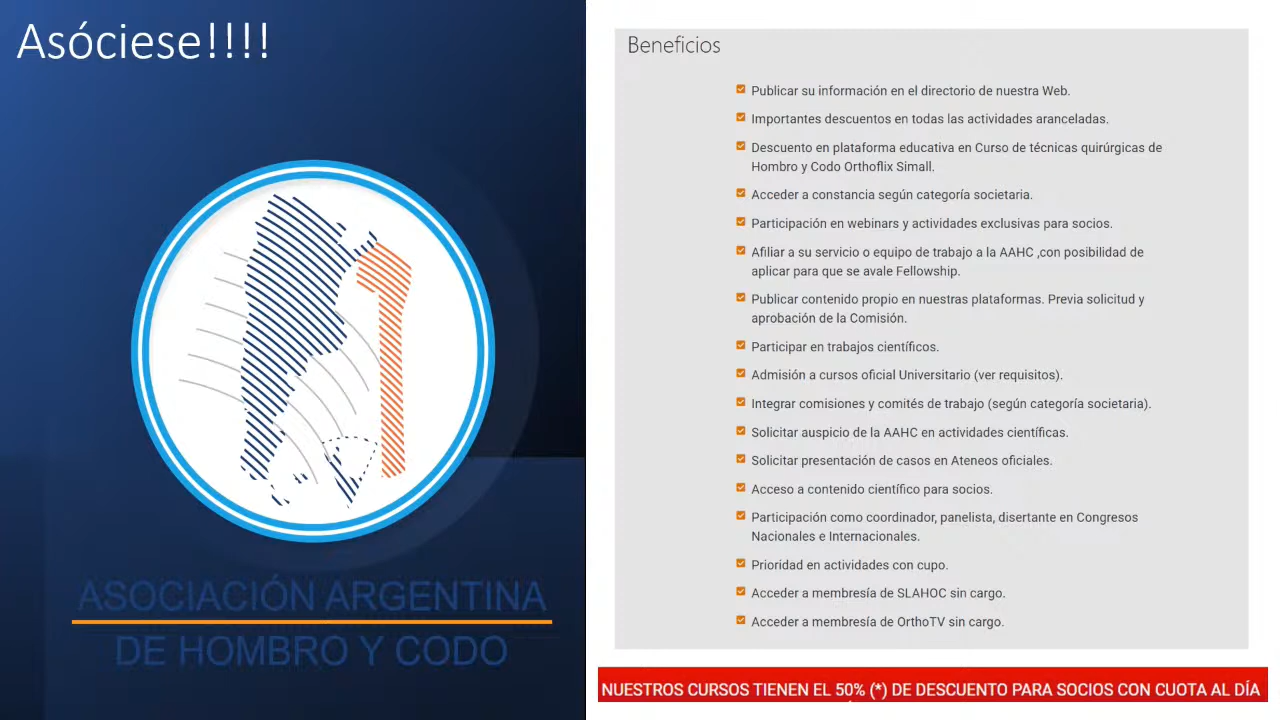 Asóciese!!!!
ASOCIACIÓN ARGENTINA
DE HOMBRO Y CODO
Beneficios
Publicar su información en el directorio de nuestra Web.
Importantes descuentos en todas las actividades aranceladas.
Descuento en plataforma educativa en Curso de técnicas quirúrgicas de
Hombro y Codo Orthoflix Simall.
Acceder a constancia según categoría societaria.
Participación en webinars y actividades exclusivas para socios.
Afiliar a su servicio o equipo de trabajo a la AAHC ,con posibilidad de
aplicar para que se avale Fellowship.
Publicar contenido propio en nuestras plataformas. Previa solicitud y
aprobación de la Comisión.
Participar en trabajos científicos.
Admisión a cursos oficial Universitario (ver requisitos).
Integrar comisiones y comités de trabajo (según categoría societaria).
Solicitar auspicio de la AAHC en actividades científicas.
Solicitar presentación de casos en Ateneos oficiales.
Acceso a contenido científico para socios.
Participación como coordinador, panelista, disertante en Congresos
Nacionales e Internacionales.
Prioridad en actividades con cupo.
Acceder a membresía de SLAHOC sin cargo.
Acceder a membresía de OrthoTV sin cargo.
NUESTROS CURSOS TIENEN EL 50% (*) DE DESCUENTO PARA SOCIOS CON CUOTA AL DÍA